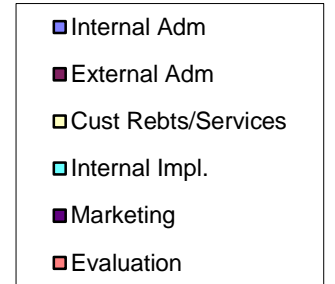 Internal Adm
External Adm
Cust Rebts/Services
Internal Impl.
Marketing
Evaluation